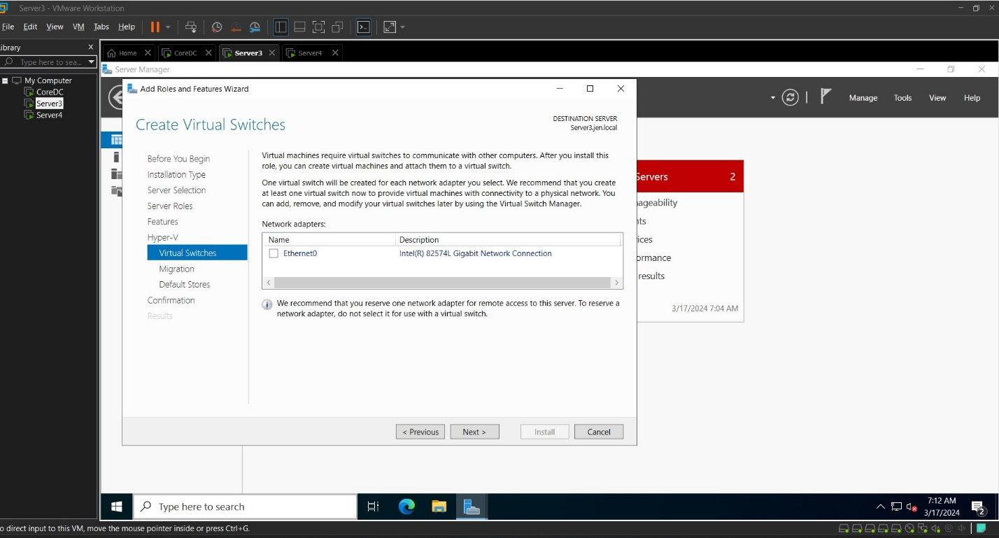 Server3 - VMware Workstation
File Edit View VM Tabs Help
Library X
Type here to sea...
My Computer
CoreDC
Server3
Server4
Home CoreDC Server3 Server4
Server Manager
Manage Tools View Help
Add Roles and Features Wizard
Create Virtual Switches
DESTINATION SERVER
Server3.jen.local
Before You Begin
Installation Type
Server Selection
Server Roles
Features
Hyper-V
Virtual Switches
Migration
Default Stores
Confirmation
Results
Virtual machines require virtual switches to communicate with other computers. After you install this
role, you can create virtual machines and attach them to a virtual switch.
One virtual switch will be created for each network adapter you select. We recommend that you create
at least one virtual switch now to provide virtual machines with connectivity to a physical network. You
can add, remove, and modify your virtual switches later by using the Virtual Switch Manager.
Network adapters:
Name Description
Ethernet0 Intel(R) 82574L Gigabit Network Connection
We recommend that you reserve one network adapter for remote access to this server. To reserve a
network adapter, do not select it for use with a virtual switch.
< Previous Next > Install Cancel
Servers 2
ageability
nts
ices
ormance
results
3/17/2024 7:04 AM
Type here to search
7:12 AM
3/17/2024
2
o direct input to this VM, move the mouse pointer inside or press Ctrl+G.